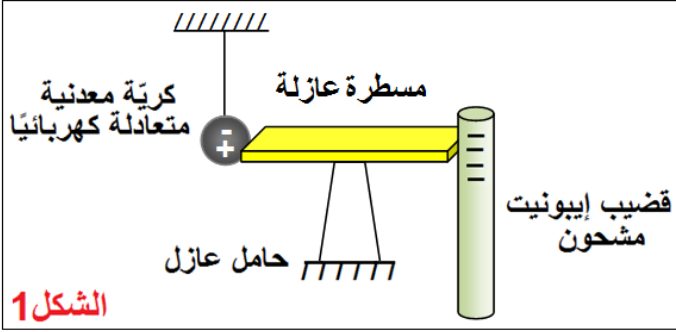 مسطرة عازلة
كريّة معدنية
متعادلة كهربائيًا
-
+
قضيب إيبونيت
مشحون
حامل عازل
الشكل1